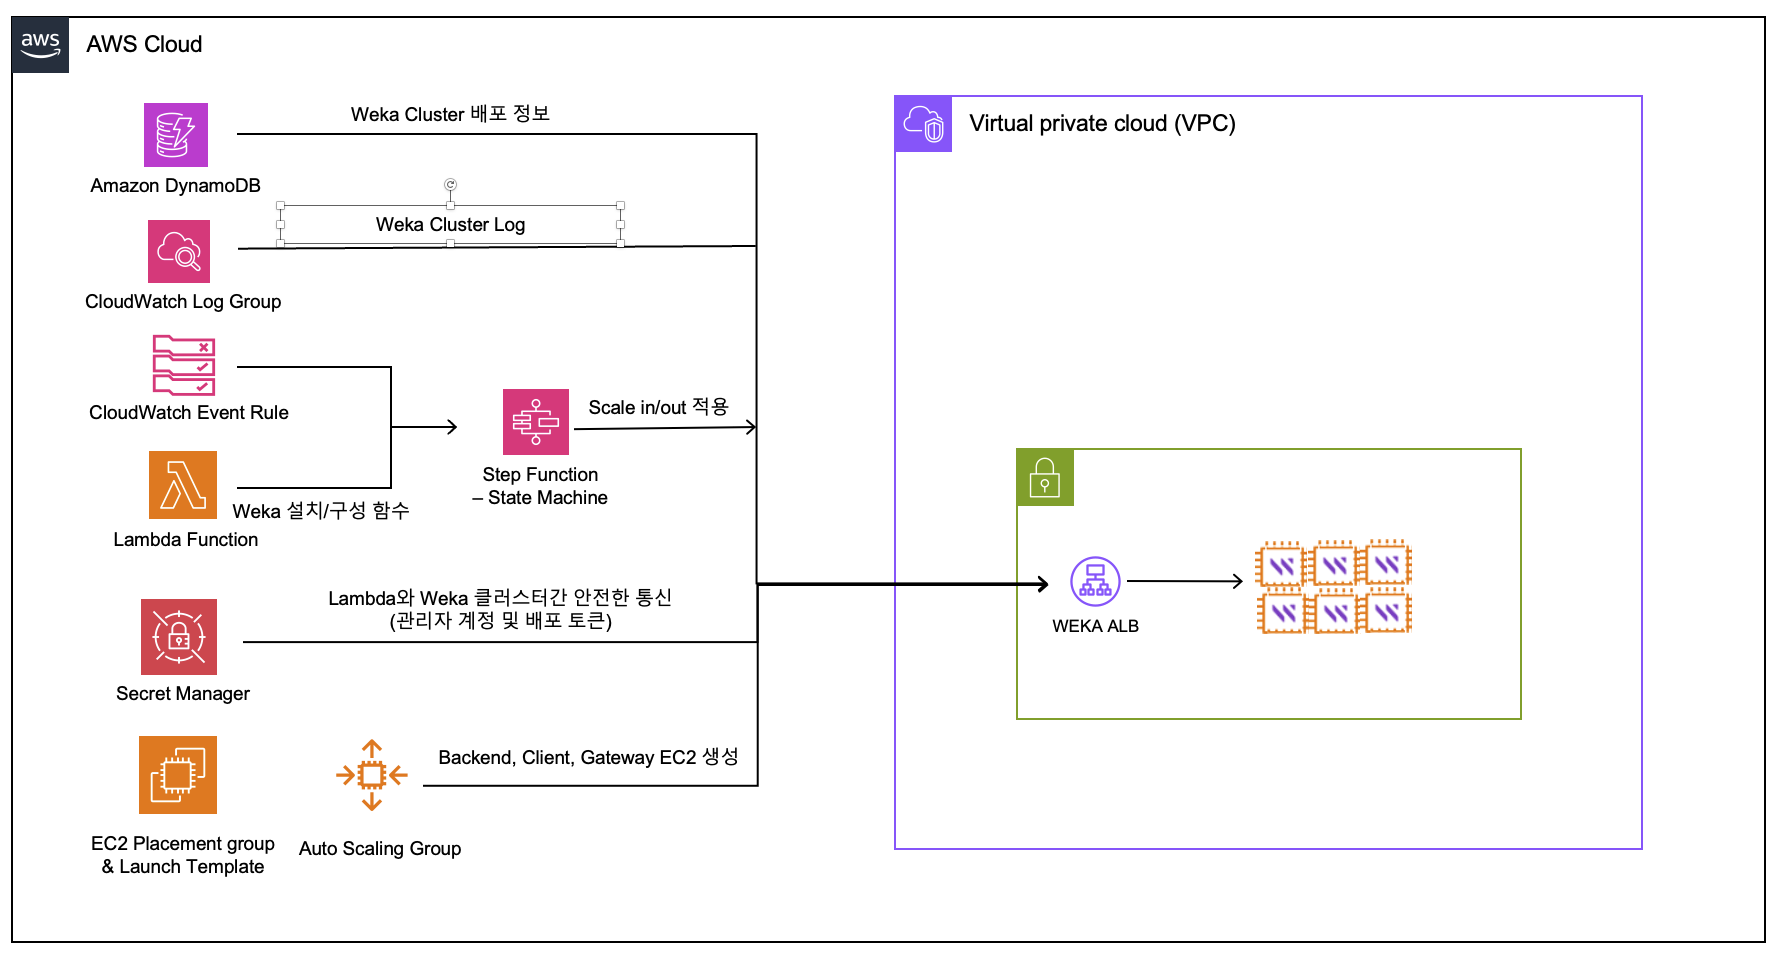 aws
AWS Cloud
Weka Cluster 배포 정보
Amazon DynamoDB
Weka Cluster Log
CloudWatch Log Group
CloudWatch Event Rule
Scale in/out 적용
Step Function
– State Machine
Weka 설치/구성 함수
Lambda Function
Lambda와 Weka 클러스터간 안전한 통신
(관리자 계정 및 배포 토큰)
Secret Manager
Backend, Client, Gateway EC2 생성
EC2 Placement group
& Launch Template
Auto Scaling Group
Virtual private cloud (VPC)
WEKA ALB